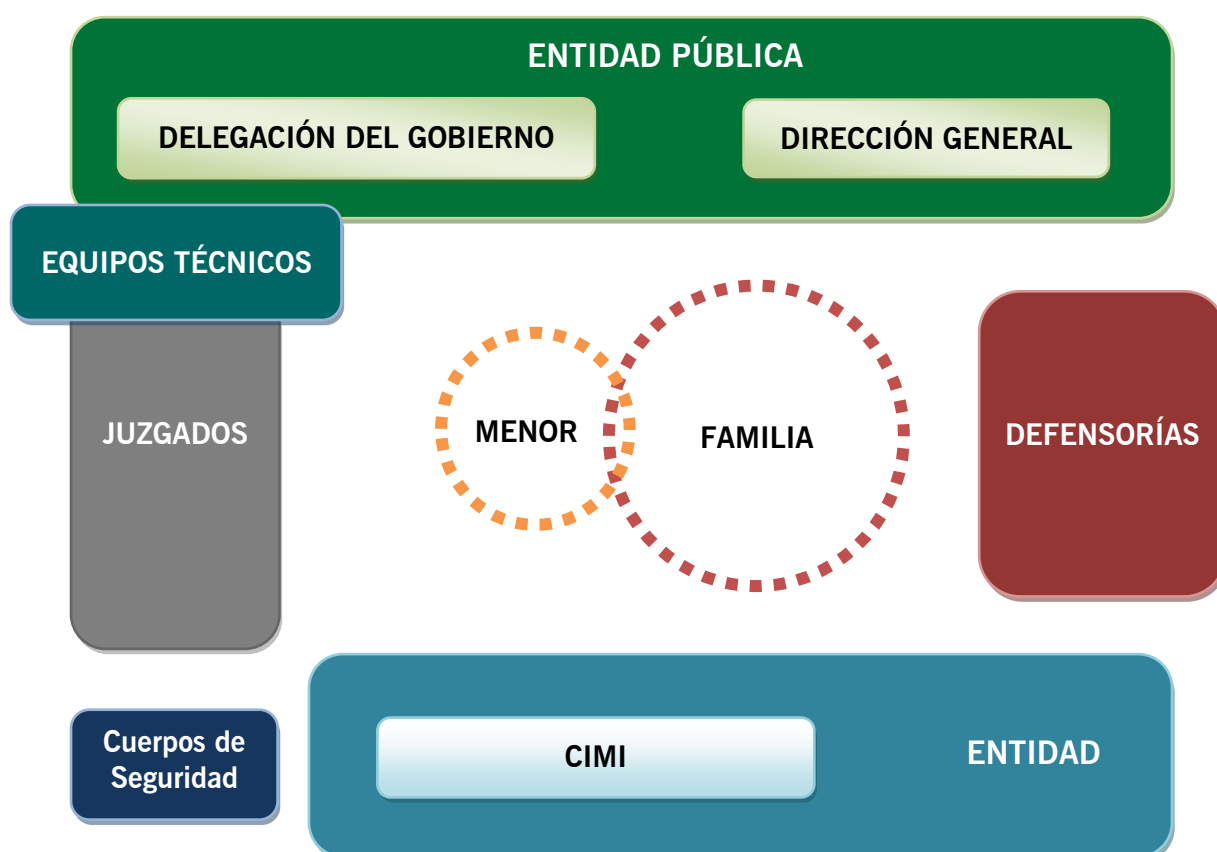 ENTIDAD PÚBLICA
DELEGACIÓN DEL GOBIERNO
DIRECCIÓN GENERAL
EQUIPOS TÉCNICOS
JUZGADOS
MENOR
FAMILIA
DEFENSORÍAS
Cuerpos de
Seguridad
CIMI
ENTIDAD